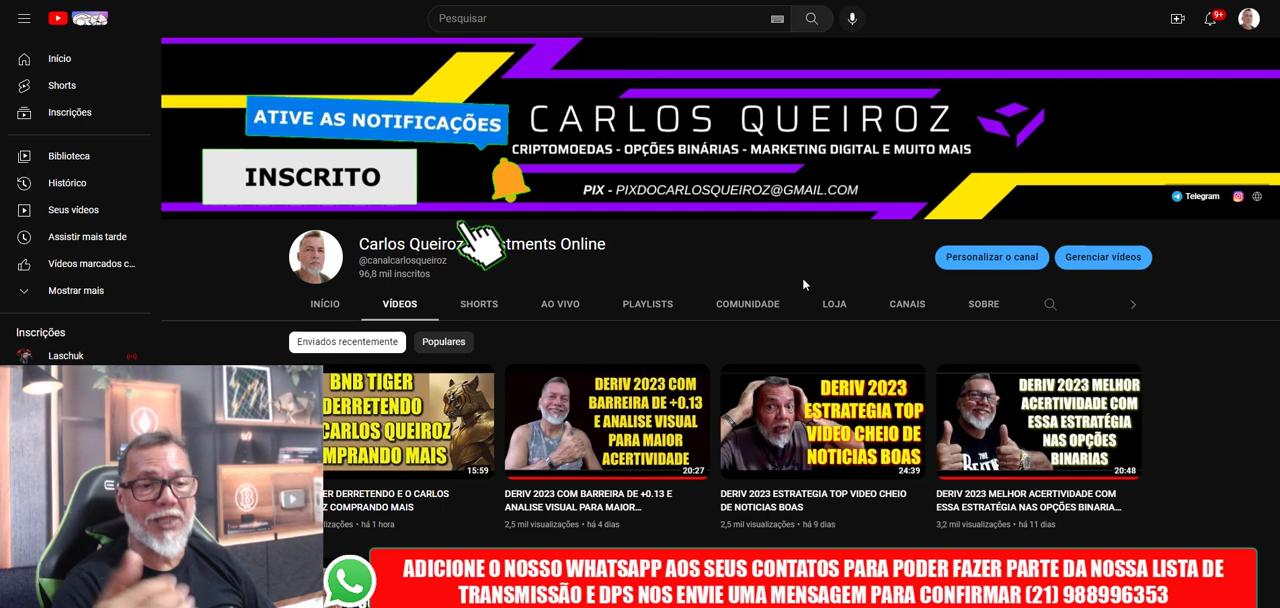 Pesquisar
9+
Início
Shorts
Inscrições
Biblioteca
Histórico
Seus vídeos
Assistir mais tarde
Vídeos marcados c...
Mostrar mais
Inscrições
Laschuk
ATIVE AS NOTIFICAÇÕES
INSCRITO
CARLOS QUEIROZ
CRIPTOMOEDAS - OPÇÕES BINÁRIAS - MARKETING DIGITAL E MUITO MAIS
PIX - PIXDOCARLOSQUEIROZ@GMAIL.COM
Telegram
Carlos Queiroz stments Online
@canalcarlosqueiroz
96,8 mil inscritos
Personalizar o canal
Gerenciar vídeos
INÍCIO
VÍDEOS
SHORTS
AO VIVO
PLAYLISTS
COMUNIDADE
LOJA
CANAIS
SOBRE
Enviados recentemente
Populares
BNB TIGER
DERRETENDO
CARLOS QUEIROZ
MPRANDO MAIS
15:59
ER DERRETENDO E O CARLOS
Z COMPRANDO MAIS
lizações • há 1 hora
DERIV 2023 COM
BARREIRA DE +0.13
E ANALISE VISUAL
PARA MAIOR
ACERTIVIDADE
20:27
DERIV 2023 COM BARREIRA DE +0.13 E
ANALISE VISUAL PARA MAIOR...
2,5 mil visualizações • há 4 dias
DERIV 2023
ESTRATEGIA TOP
VIDEO CHEIO DE
NOTICIAS BOAS
24:39
DERIV 2023 ESTRATEGIA TOP VIDEO CHEIO
DE NOTICIAS BOAS
2,5 mil visualizações • há 9 dias
DERIV 2023 MELHOR
ACERTIVIDADE COM
ESSA ESTRATÉGIA
NAS OPÇÕES
BINARIAS
20:48
DERIV 2023 MELHOR ACERTIVIDADE COM
ESSA ESTRATÉGIA NAS OPÇÕES BINARIA...
3,2 mil visualizações • há 11 dias
ADICIONE O NOSSO WHATSAPP AOS SEUS CONTATOS PARA PODER FAZER PARTE DA NOSSA LISTA DE
TRANSMISSÃO E DPS NOS ENVIE UMA MENSAGEM PARA CONFIRMAR (21) 988996353